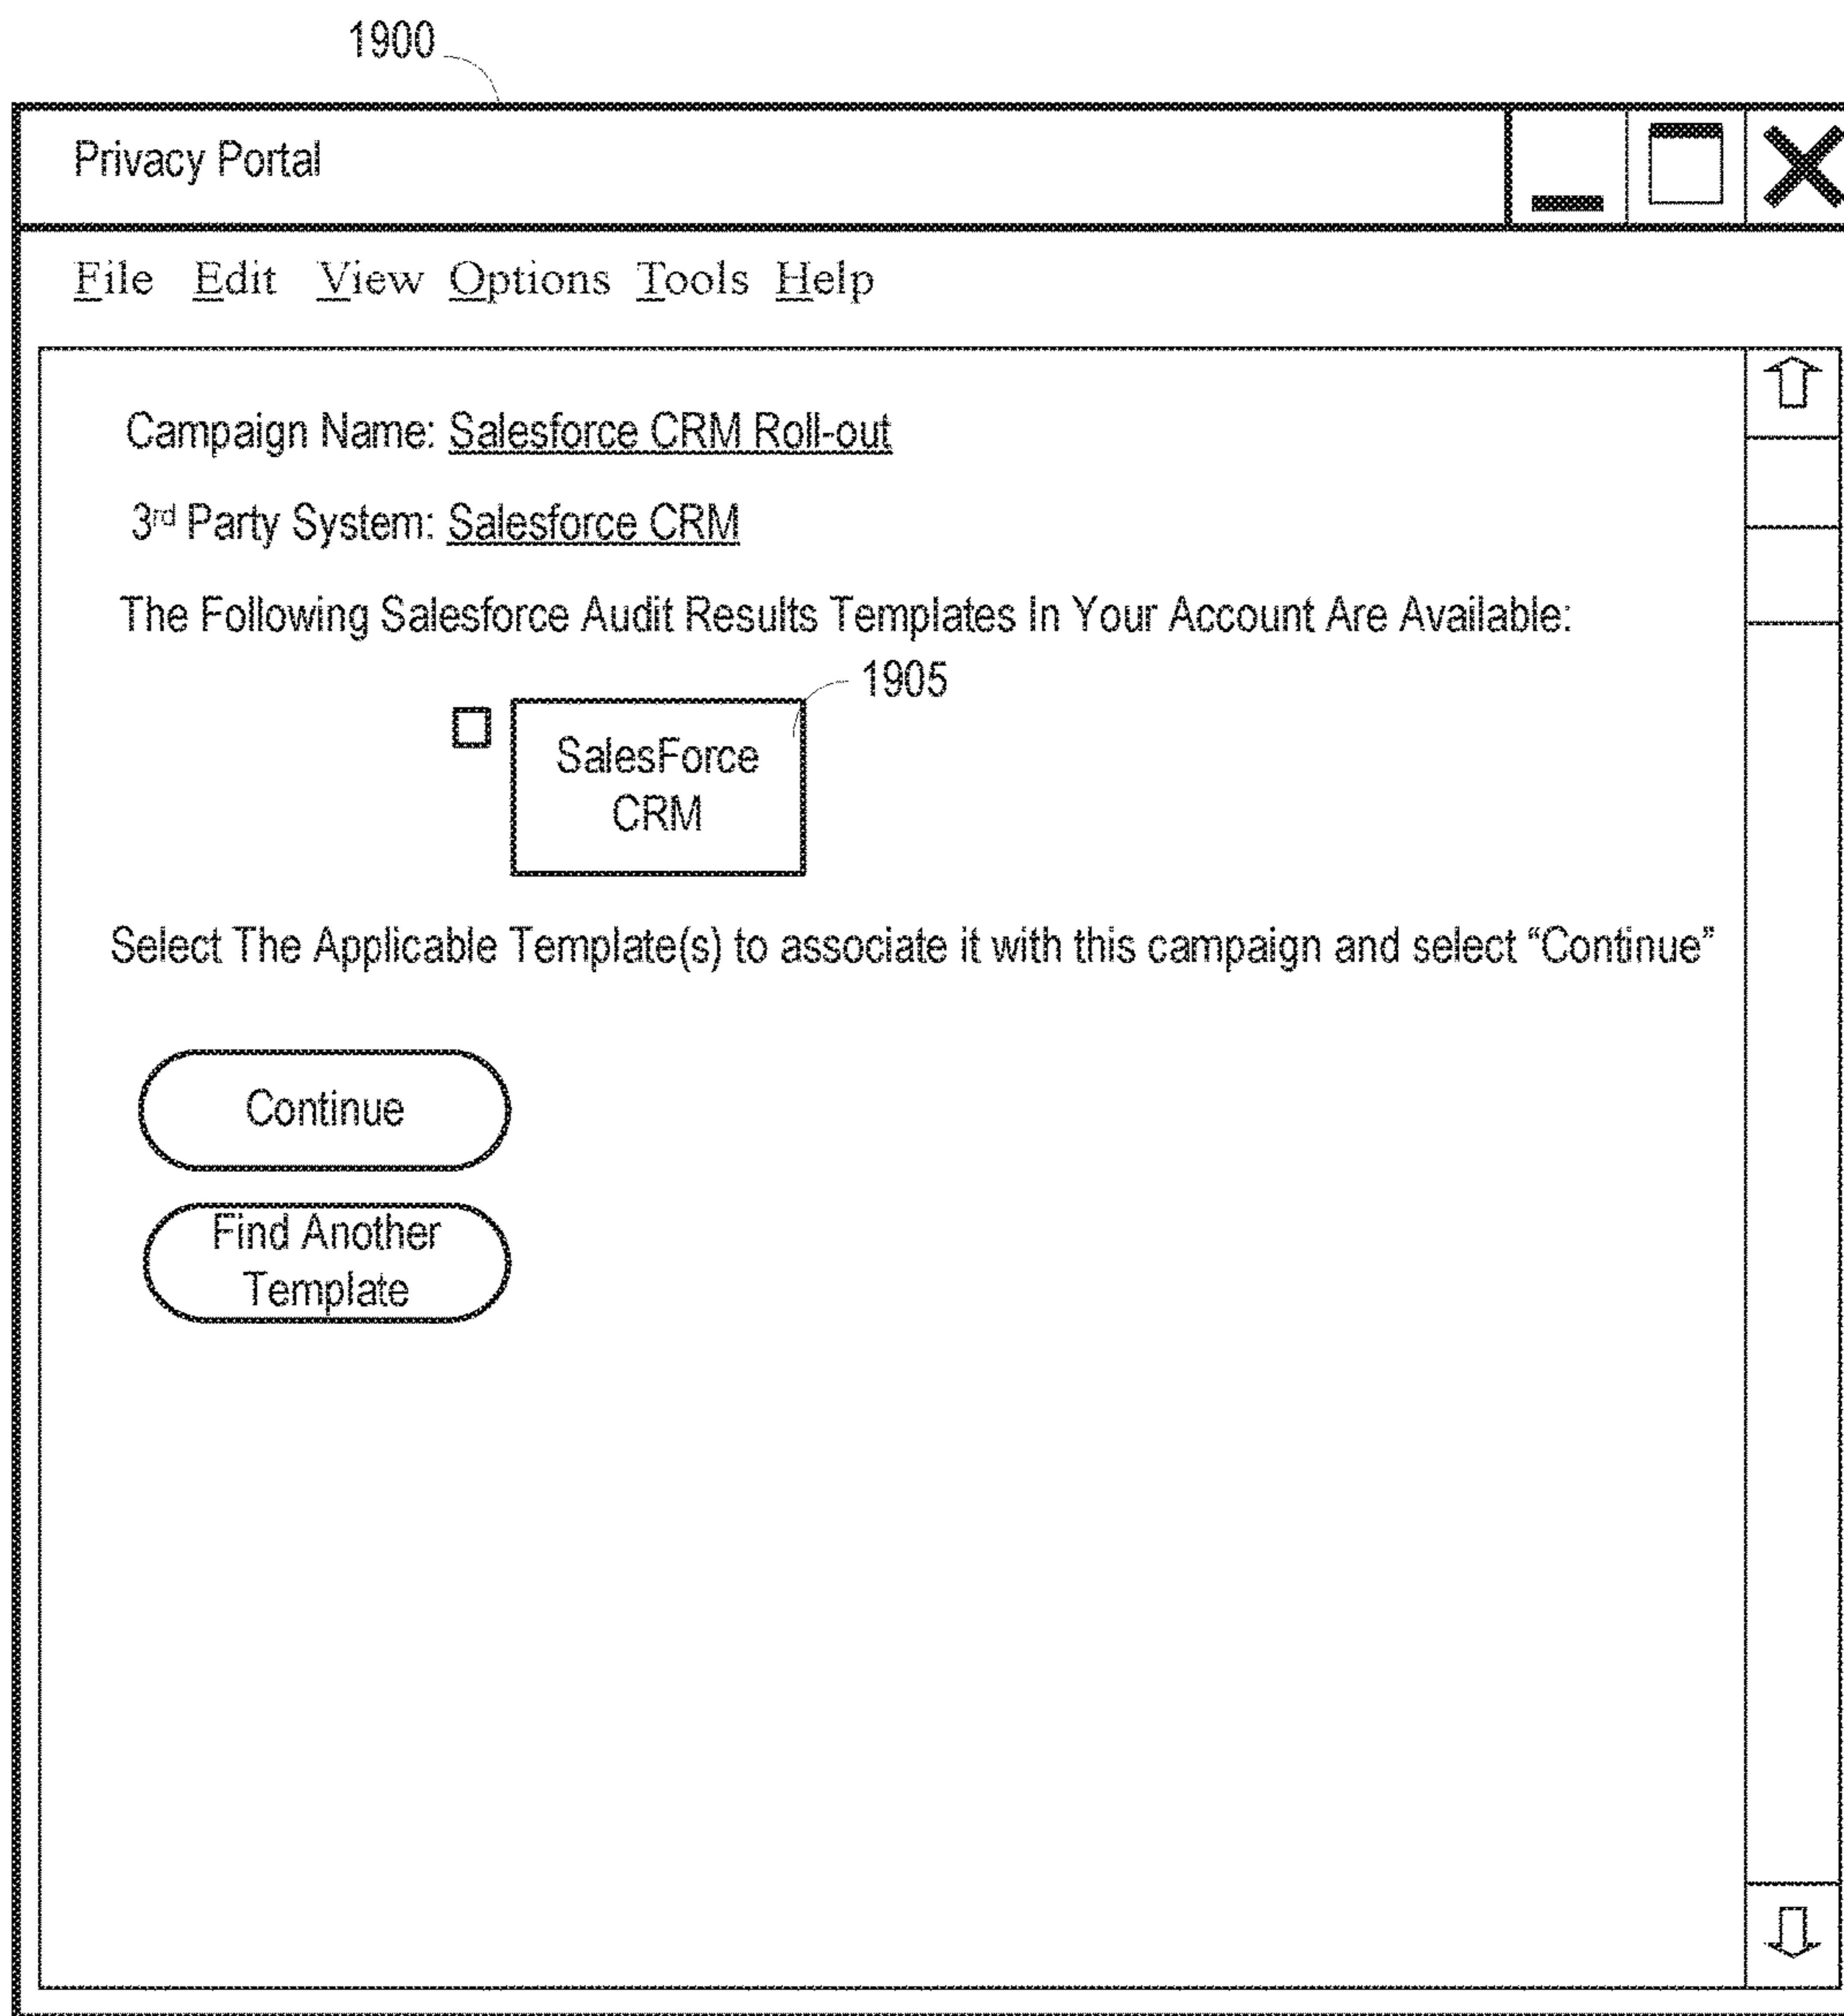 1900
Privacy Portal
File Edit View Options Tools Help
Campaign Name: Salesforce CRM Roll-out
3rd Party System: Salesforce CRM
The Following Salesforce Audit Results Templates In Your Account Are Available:
1905
SalesForce
CRM
Select The Applicable Template(s) to associate it with this campaign and select “Continue”
Continue
Find Another
Template